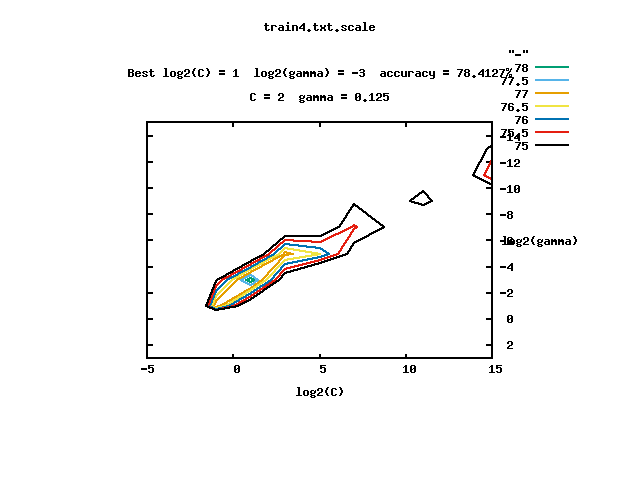 train4.txt.scale
"-"
Best log2(C) = 1  log2(gamma) = -3  accuracy = 78.4127%
78
77.5
77
C = 2  gamma = 0.125
76.5
76
75.5
75
-14
-12
-10
-8
-6
log2(gamma)
-4
-2
0
2
-5 0 5 10 15
log2(C)